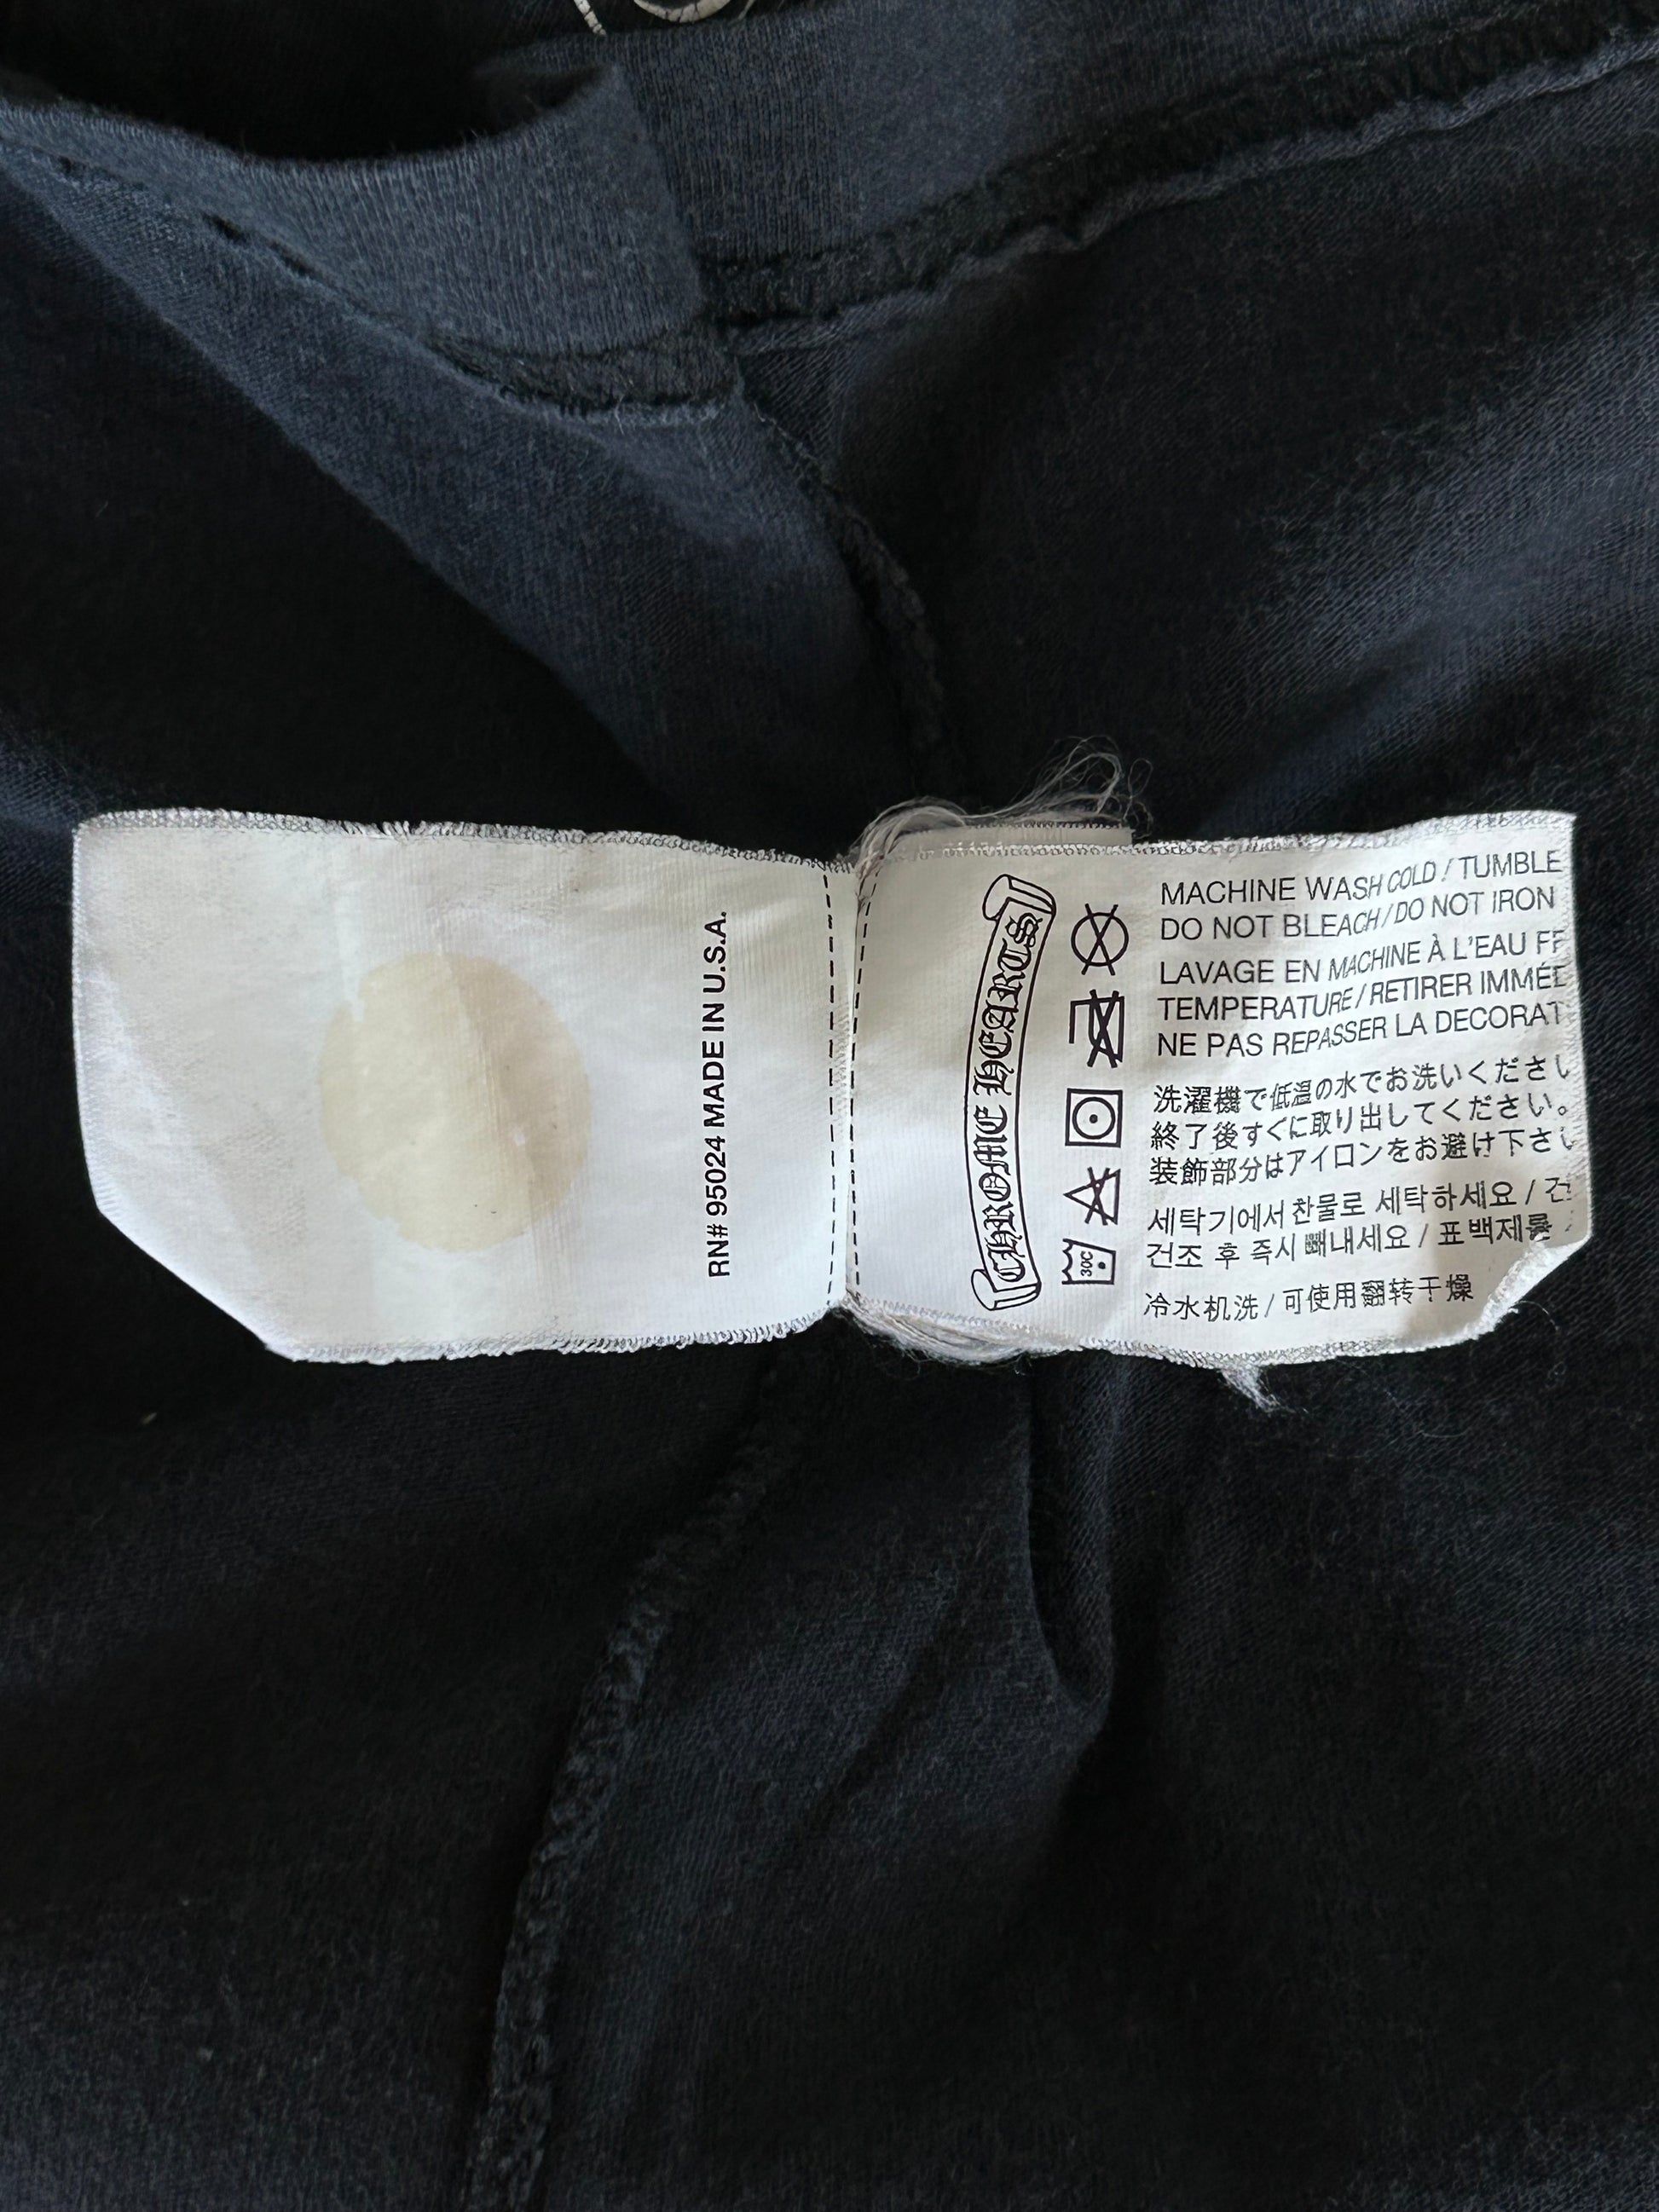 RN# 95024 MADE IN U.S.A.
CHROME HEARTS
30C
MACHINE WASH COLD / TUMBLE
DO NOT BLEACH / DO NOT IRON
LAVAGE EN MACHINE À L'EAU
TEMPERATURE / RETIRER
NE PAS REPASSER LA
洗濯機で低温の水でお洗いくださ
終了後すぐに取り出してください。
装飾部分はアイロンをお避け下さ
세탁기에서 찬물로 세탁하세요 /
건조 후 즉시 빼내세요 / 표백제를
冷水机洗 / 可使用翻转干燥